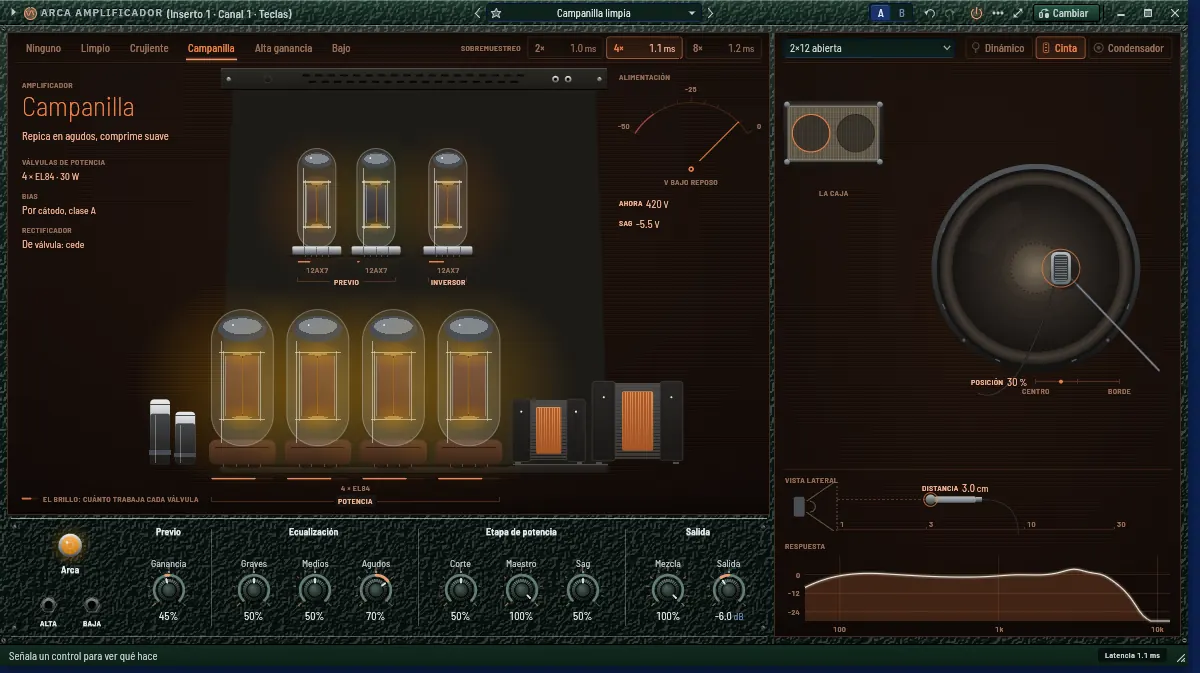 ARCA AMPLIFICADOR (Inserto 1 · Canal 1 · Teclas)
Campanilla limpia
A B
Cambiar
Ninguno Limpio Crujiente Campanilla Alta ganancia Bajo
SOBREMUESTREO 2× 1.0 ms 4× 1.1 ms 8× 1.2 ms
2×12 abierta
Dinámico Cinta Condensador
AMPLIFICADOR
Campanilla
Repica en agudos, comprime suave
VÁLVULAS DE POTENCIA
4 × EL84 · 30 W
BIAS
Por cátodo, clase A
RECTIFICADOR
De válvula: cede
ALIMENTACIÓN
-50 -25 0
V BAJO REPOSO
AHORA 420 V
SAG -5.5 V
12AX7 12AX7 12AX7
PREVIO INVERSOR
4 × EL84
POTENCIA
EL BRILLO: CUÁNTO TRABAJA CADA VÁLVULA
LA CAJA
POSICIÓN 30 %
CENTRO BORDE
VISTA LATERAL
DISTANCIA 3.0 cm
1 3 10 30
RESPUESTA
0
-12
-24
100 1k 10k
Arca
ALTA BAJA
Previo
Ganancia
45%
Ecualización
Graves Medios Agudos
50% 50% 70%
Etapa de potencia
Corte Maestro Sag
50% 100% 50%
Salida
Mezcla Salida
100% -6.0 dB
Señala un control para ver qué hace
Latencia 1.1 ms